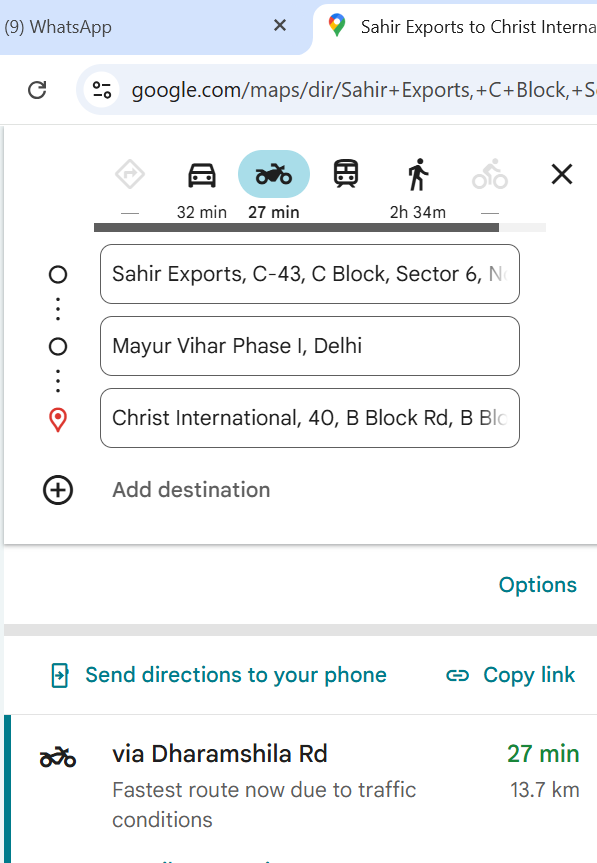 (9) WhatsApp
Sahir Exports to Christ Interna
google.com/maps/dir/Sahir+Exports,+C+Block,+S
32 min 27 min 2h 34m
Sahir Exports, C-43, C Block, Sector 6, No
Mayur Vihar Phase I, Delhi
Christ International, 40, B Block Rd, B Blo
Add destination
Options
Send directions to your phone Copy link
via Dharamshila Rd 27 min
Fastest route now due to traffic 13.7 km
conditions